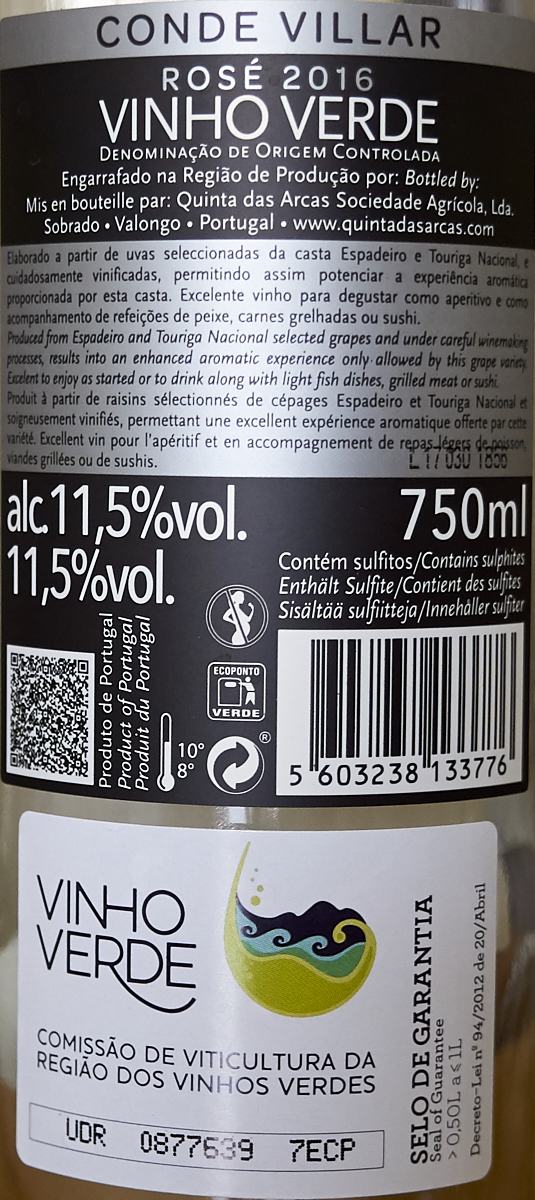 CONDE VILLAR
ROSÉ 2016
VINHO VERDE
DENOMINAÇÃO DE ORIGEM CONTROLADA
Engarrafado na Região de Produção por: Bottled by:
Mis en bouteille par: Quinta das Arcas Sociedade Agrícola, Lda.
Sobrado • Valongo • Portugal • www.quintadasarcas.com
Elaborado a partir de uvas seleccionadas da casta Espadeiro e Touriga Nacional, e
cuidadosamente vinificadas, permitindo assim potenciar a experiência aromática
proporcionada por esta casta. Excelente vinho para degustar como aperitivo e como
acompanhamento de refeições de peixe, carnes grelhadas ou sushi.
Produced from Espadeiro and Touriga Nacional selected grapes and under careful winemaking
processes, results into an enhanced aromatic experience only allowed by this grape variety.
Excelent to enjoy as started or to drink along with light fish dishes, grilled meat or sushi.
Produit à partir de raisins sélectionnés de cépages Espadeiro et Touriga Nacional et
soigneusement vinifiés, permettant une excellent expérience aromatique offerte par cette
variété. Excellent vin pour l'apéritif et en accompagnement de repas légers de poisson,
viandes grillées ou de sushis.
alc.11,5%vol.
11,5%vol.
750ml
Contém sulfitos/Contains sulphites
Enthält Sulfite/Contient des sulfites
Sisältää sulfiitteja/Innehåller sulfiter
Produto de Portugal
Product of Portugal
Produit du Portugal
ECOPONTO
VERDE
10°
8°
®
5 603238 133776
VINHO
VERDE
COMISSÃO DE VITICULTURA DA
REGIÃO DOS VINHOS VERDES
UDR 0877639 7ECP
SELO DE GARANTIA
Seal of Guarantee
> 0,50L a ≤ 1L
Decreto-Lei nº 94/2012 de 20/Abril